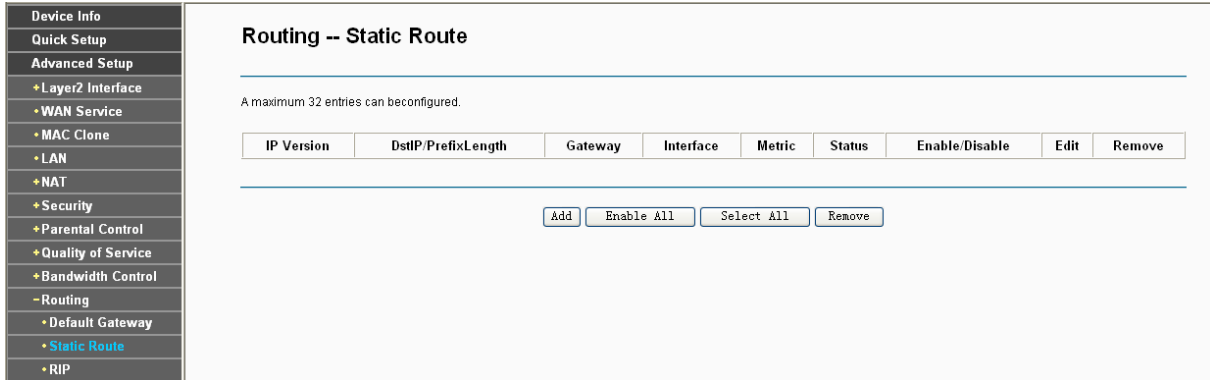 Device Info
Quick Setup
Advanced Setup
+Layer2 Interface
•WAN Service
•MAC Clone
•LAN
+NAT
+Security
+Parental Control
+Quality of Service
+Bandwidth Control
−Routing
•Default Gateway
•Static Route
•RIP
Routing -- Static Route
A maximum 32 entries can beconfigured.
IP Version DstIP/PrefixLength Gateway Interface Metric Status Enable/Disable Edit Remove
Add Enable All Select All Remove